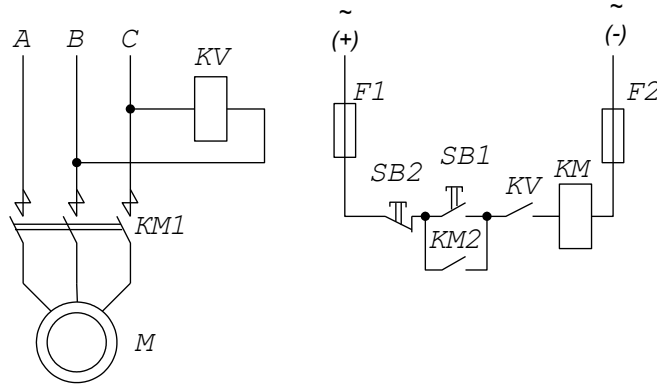 ~ ~
A B C (+) (-)
KV
F1 F2
SB1
SB2 KV KM
KM1 KM2
M